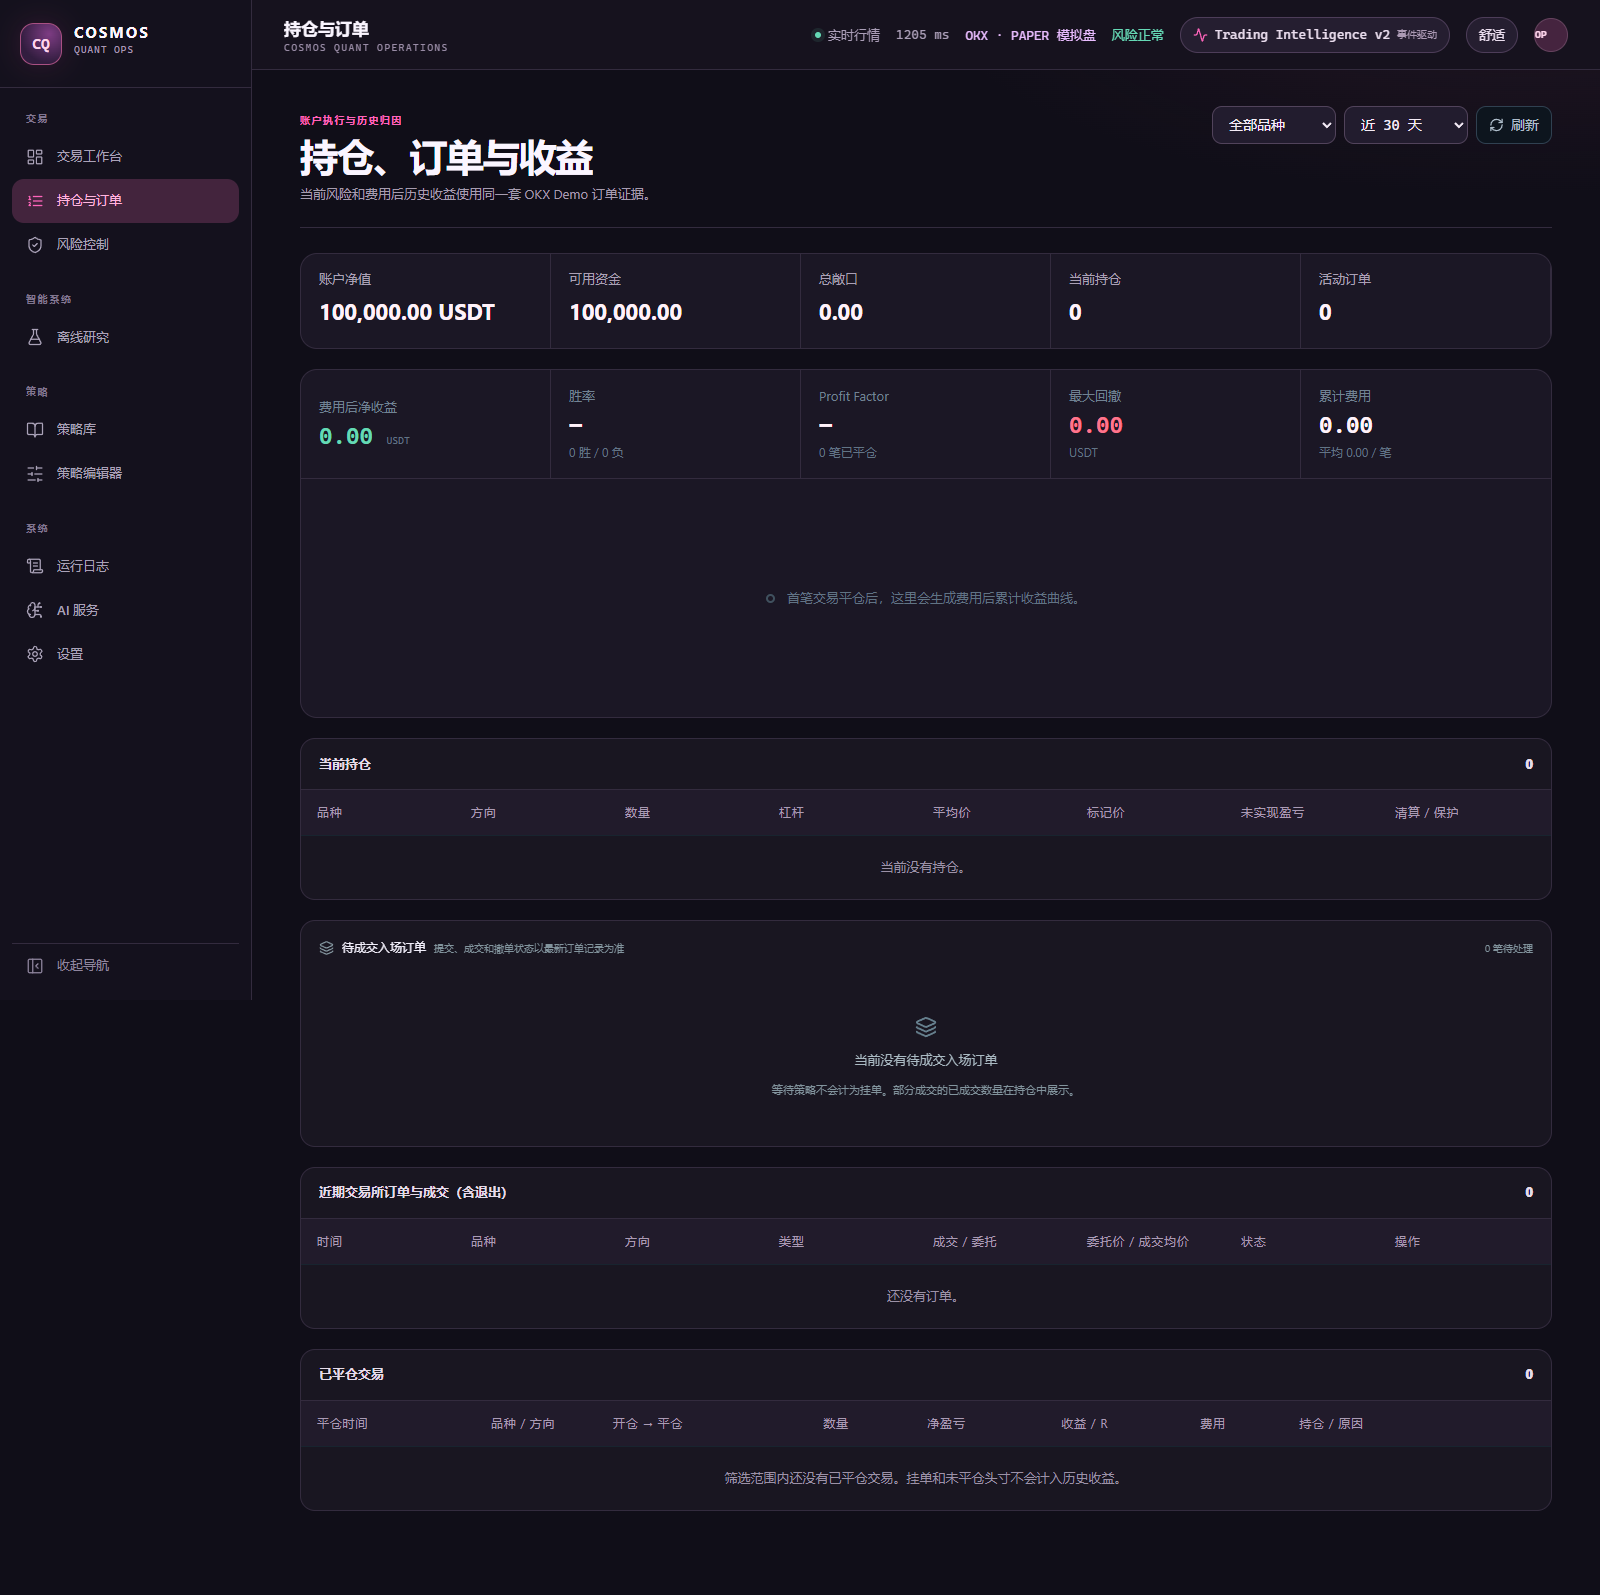 CQ
COSMOS
QUANT OPS
交易
交易工作台
持仓与订单
风险控制
智能系统
离线研究
策略
策略库
策略编辑器
系统
运行日志
AI 服务
设置
收起导航
持仓与订单
COSMOS QUANT OPERATIONS
实时行情 1205 ms OKX · PAPER 模拟盘 风险正常 Trading Intelligence v2 事件驱动 舒适 OP
账户执行与历史归因
持仓、订单与收益
当前风险和费用后历史收益使用同一套 OKX Demo 订单证据。
全部品种 近 30 天 刷新
账户净值 可用资金 总敞口 当前持仓 活动订单
100,000.00 USDT 100,000.00 0.00 0 0
费用后净收益 胜率 Profit Factor 最大回撤 累计费用
0.00 USDT — — 0.00 0.00
0 胜 / 0 负 0 笔已平仓 USDT 平均 0.00 / 笔
首笔交易平仓后，这里会生成费用后累计收益曲线。
当前持仓 0
品种 方向 数量 杠杆 平均价 标记价 未实现盈亏 清算 / 保护
当前没有持仓。
待成交入场订单 提交、成交和撤单状态以最新订单记录为准 0 笔待处理
当前没有待成交入场订单
等待策略不会计为挂单。部分成交的已成交数量在持仓中展示。
近期交易所订单与成交（含退出） 0
时间 品种 方向 类型 成交 / 委托 委托价 / 成交均价 状态 操作
还没有订单。
已平仓交易 0
平仓时间 品种 / 方向 开仓 → 平仓 数量 净盈亏 收益 / R 费用 持仓 / 原因
筛选范围内还没有已平仓交易。挂单和未平仓头寸不会计入历史收益。